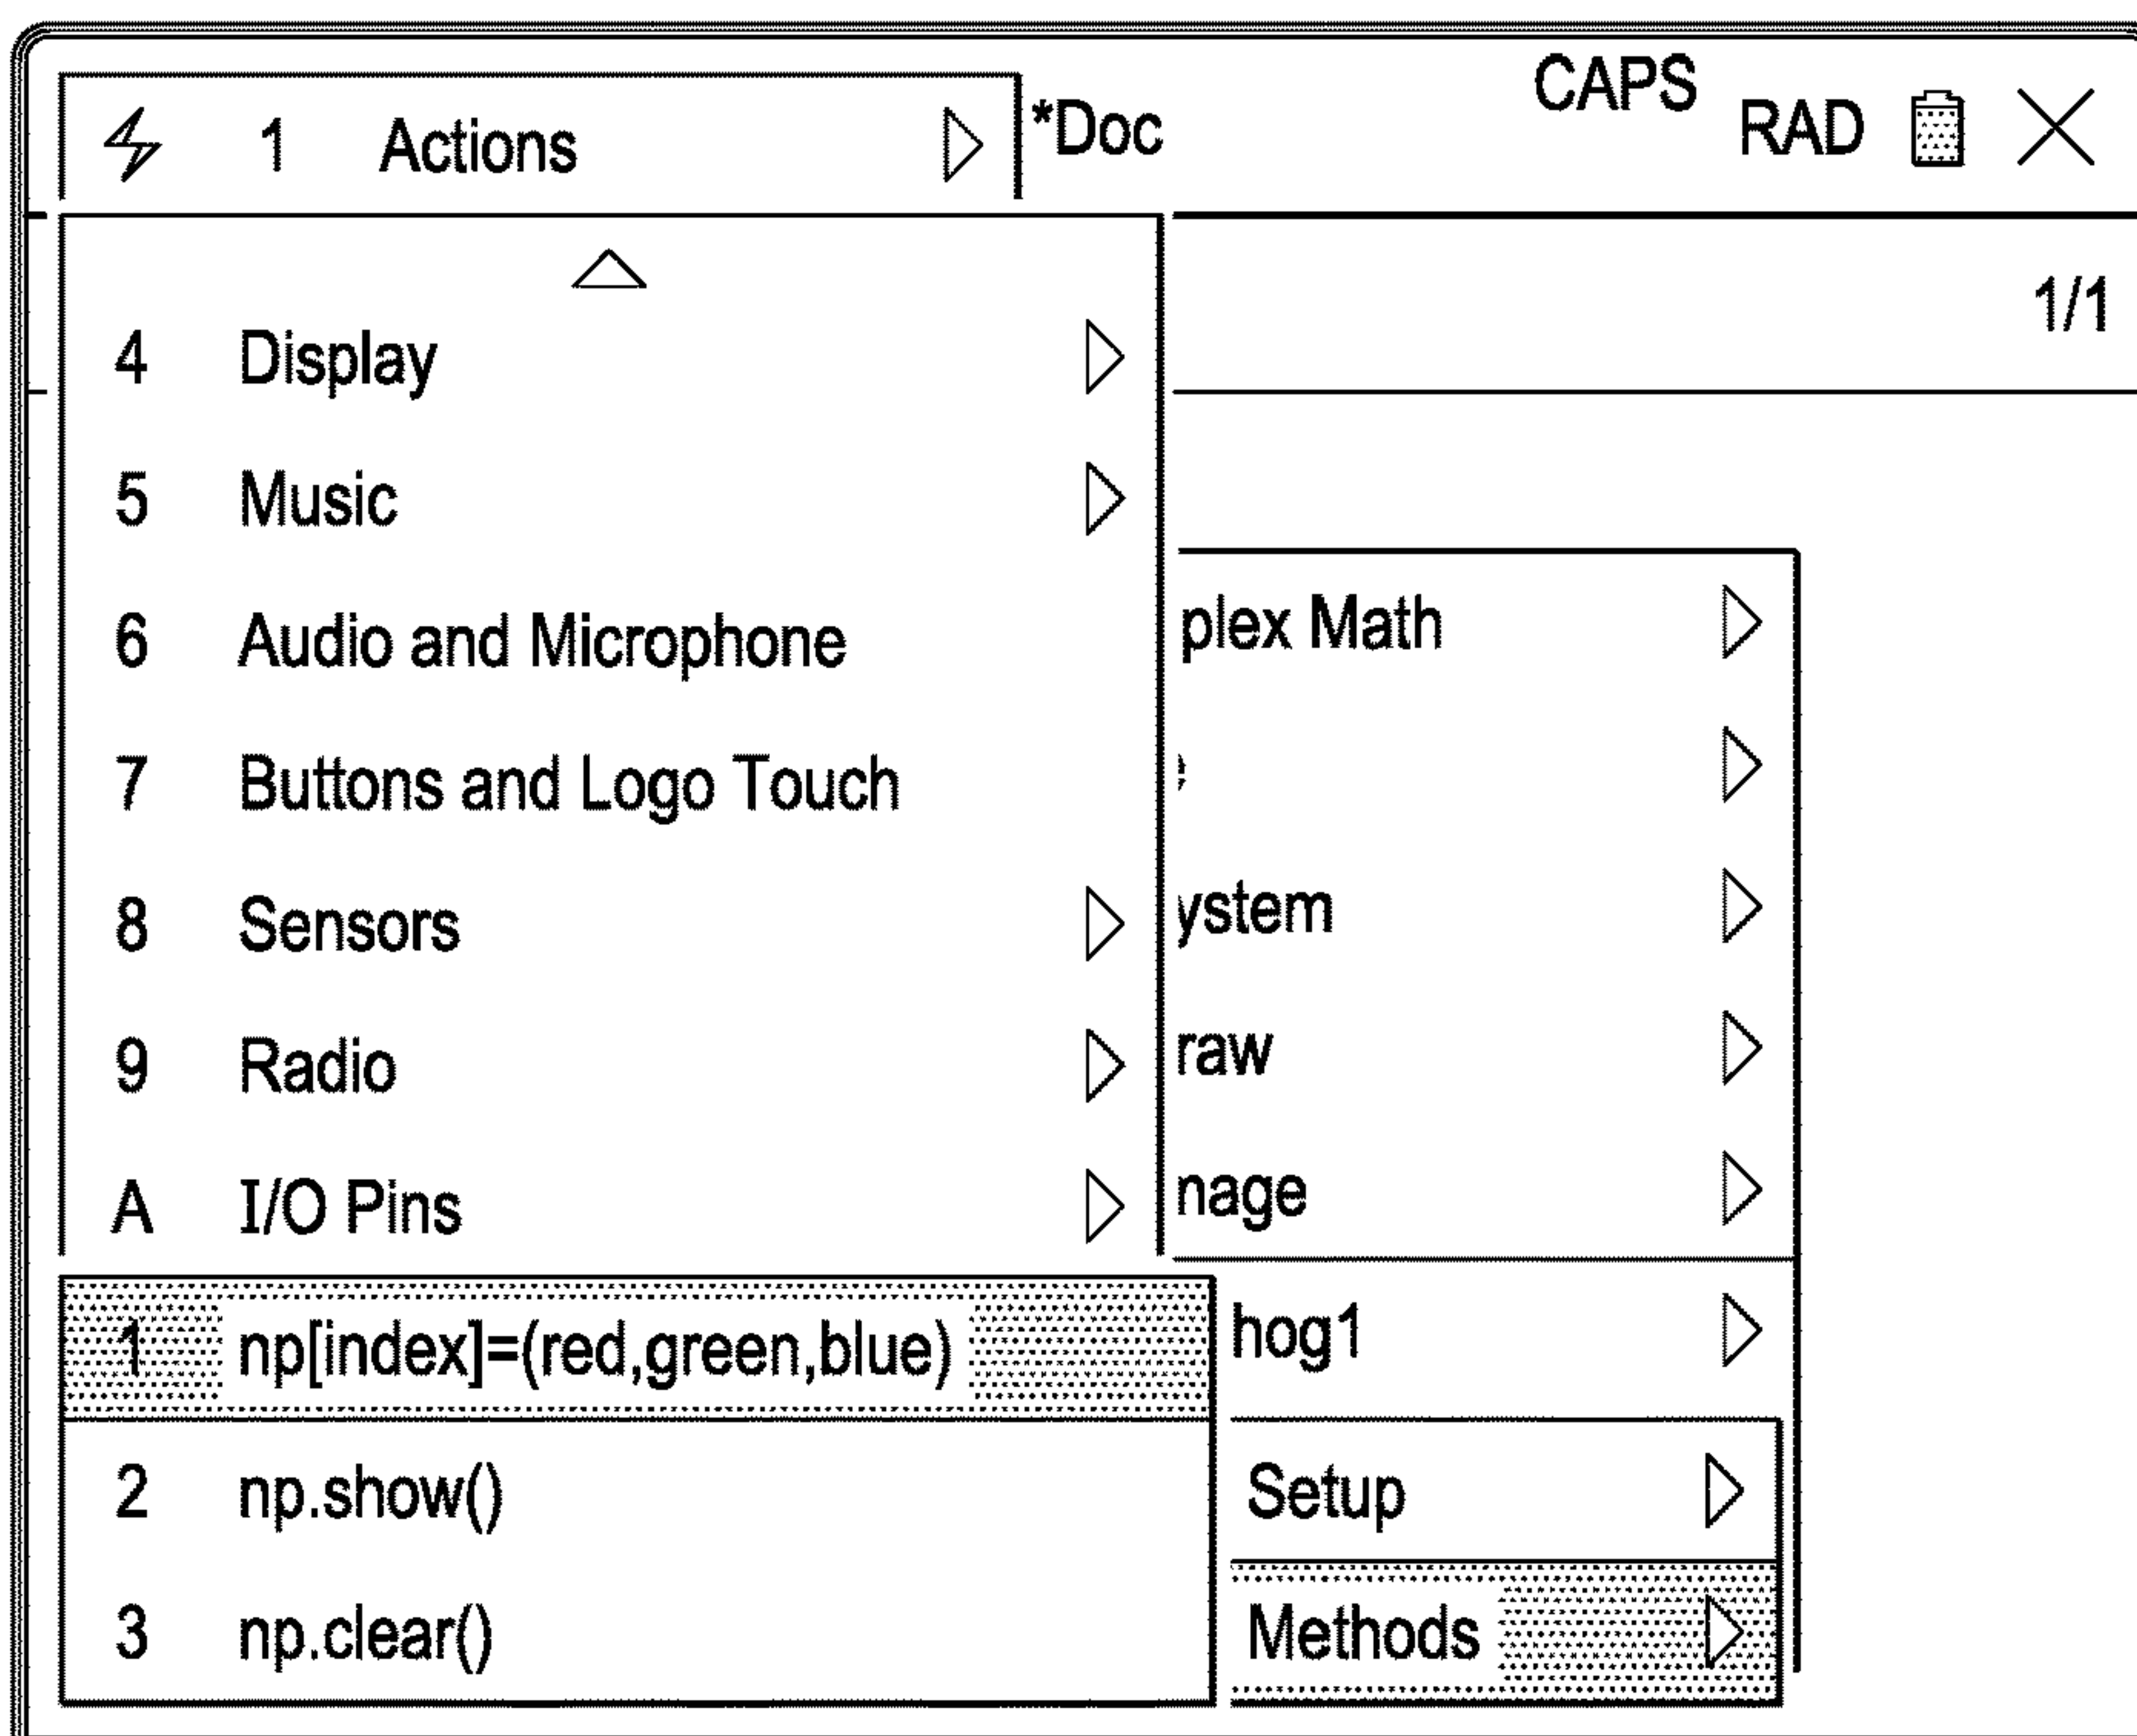 1 Actions *Doc CAPS RAD
1/1
4 Display
5 Music
6 Audio and Microphone
plex Math
7 Buttons and Logo Touch
8 Sensors
ystem
9 Radio
raw
A I/O Pins
nage
1 np[index]=(red,green,blue)
hog1
2 np.show()
Setup
3 np.clear()
Methods